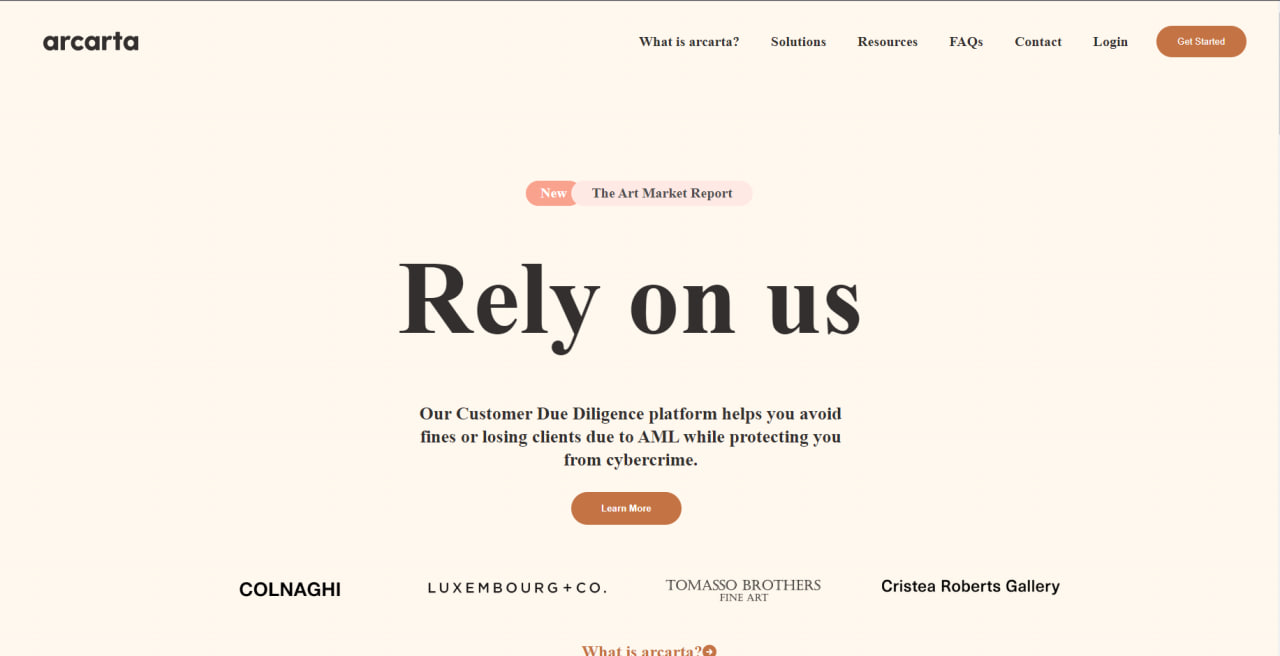 arcarta
What is arcarta? Solutions Resources FAQs Contact Login Get Started
New The Art Market Report
Rely on us
Our Customer Due Diligence platform helps you avoid
fines or losing clients due to AML while protecting you
from cybercrime.
Learn More
COLNAGHI
LUXEMBOURG+CO.
TOMASSO BROTHERS
FINE ART
Cristea Roberts Gallery
What is arcarta?